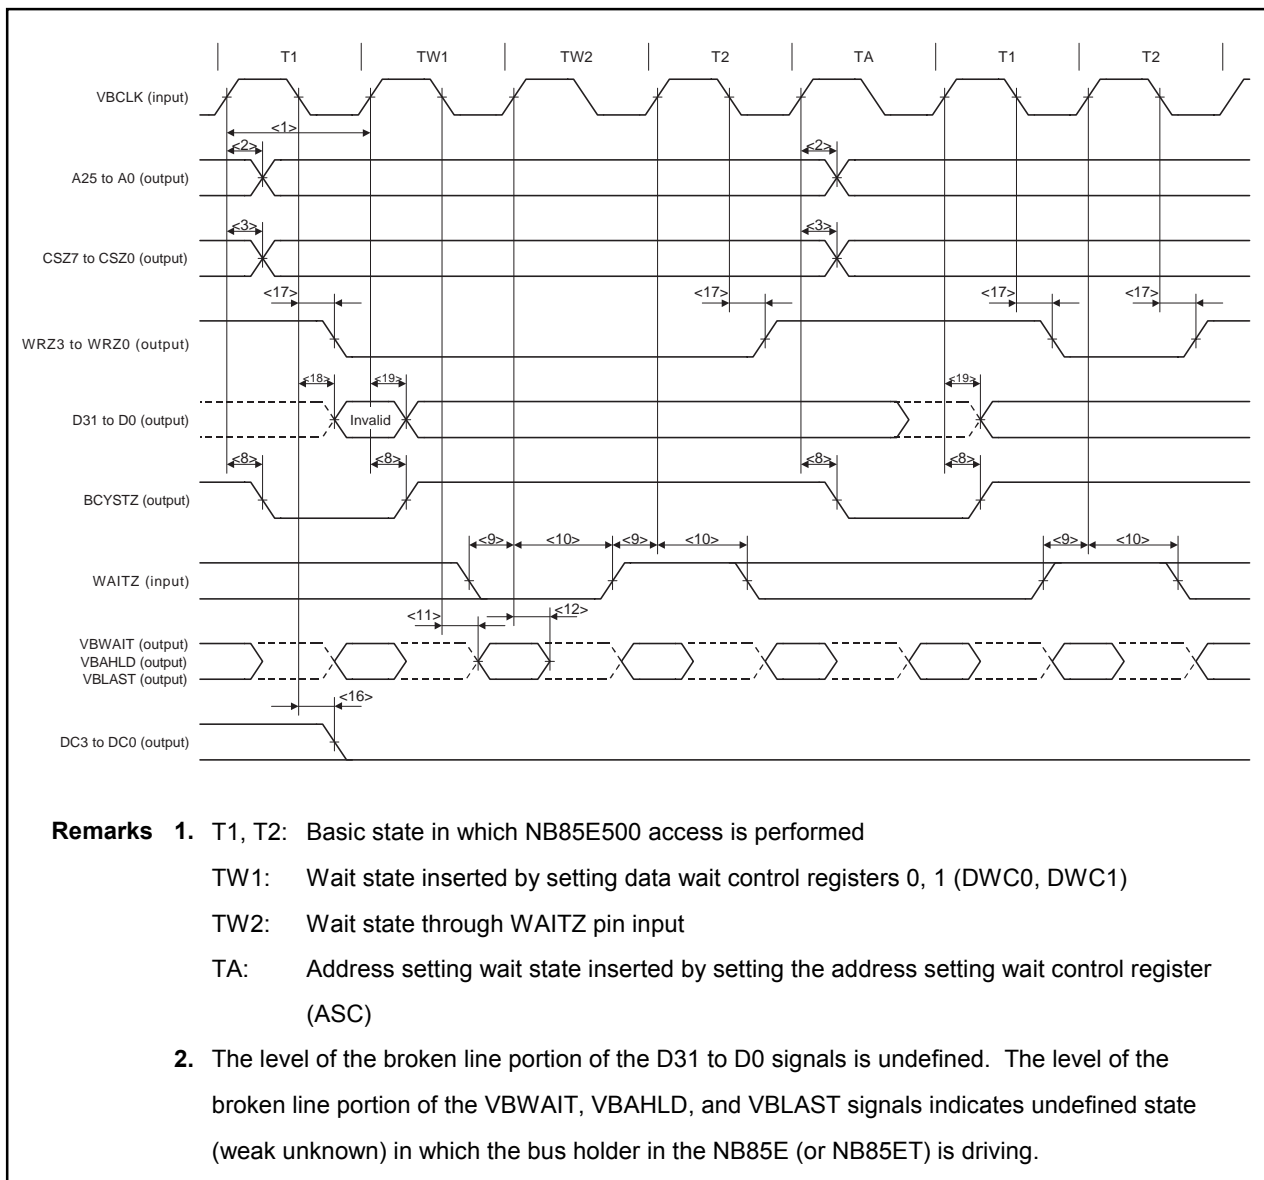 T1 TW1 TW2 T2 TA T1 T2
VBCLK (input)
<1>
<2> <2>
A25 to A0 (output)
<3> <3>
CSZ7 to CSZ0 (output)
<17> <17> <17> <17>
WRZ3 to WRZ0 (output)
<18> <19> <19>
D31 to D0 (output) Invalid
<8> <8> <8> <8>
BCYSTZ (output)
<9> <10> <9> <10> <9> <10>
WAITZ (input)
<11> <12>
VBWAIT (output)
VBAHLD (output)
VBLAST (output)
<16>
DC3 to DC0 (output)
Remarks 1. T1, T2: Basic state in which NB85E500 access is performed
TW1: Wait state inserted by setting data wait control registers 0, 1 (DWC0, DWC1)
TW2: Wait state through WAITZ pin input
TA: Address setting wait state inserted by setting the address setting wait control register
(ASC)
2. The level of the broken line portion of the D31 to D0 signals is undefined. The level of the
broken line portion of the VBWAIT, VBAHLD, and VBLAST signals indicates undefined state
(weak unknown) in which the bus holder in the NB85E (or NB85ET) is driving.